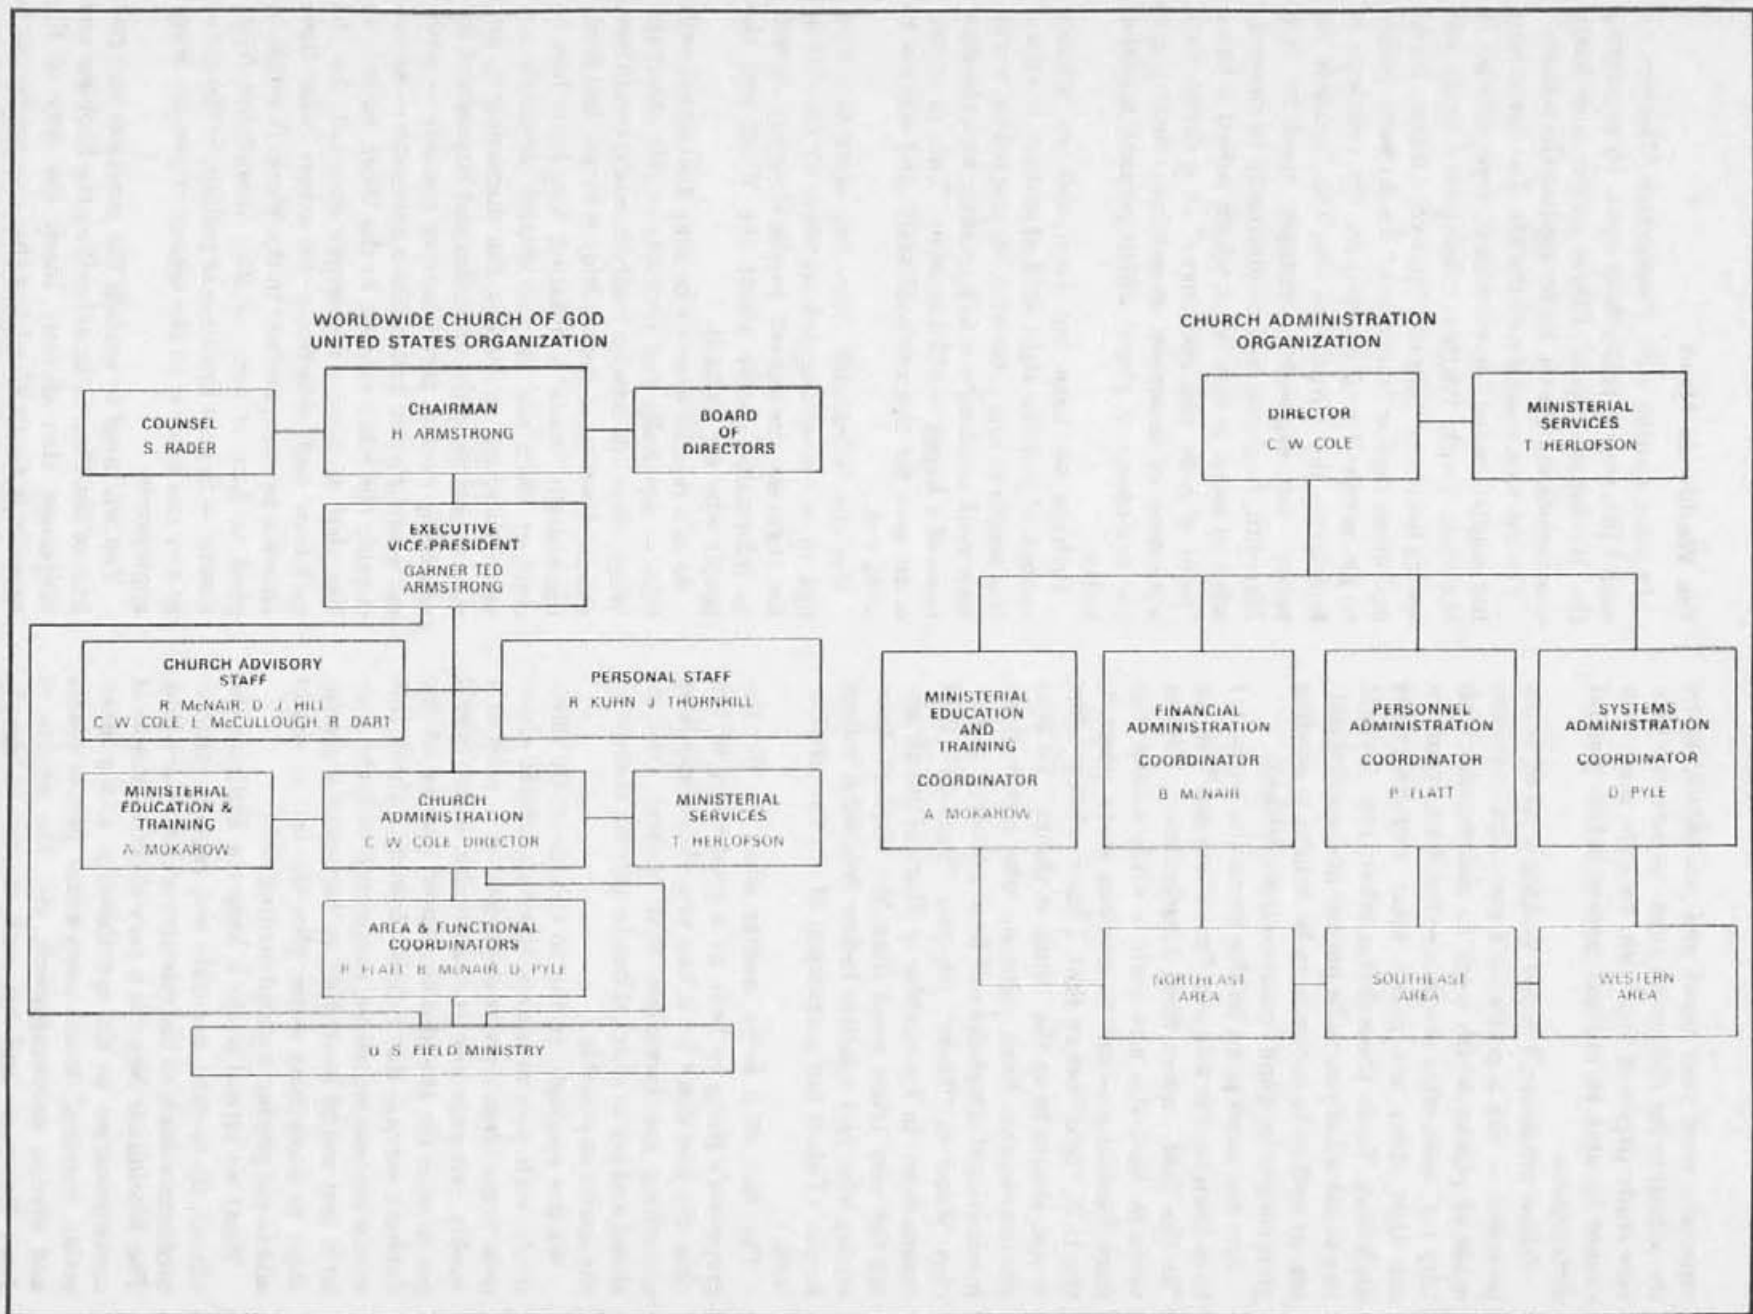 WORLDWIDE CHURCH OF GOD
UNITED STATES ORGANIZATION
COUNSEL
S. RADER
CHAIRMAN
H ARMSTRONG
BOARD
OF
DIRECTORS
EXECUTIVE
VICE-PRESIDENT
GARNER TED
ARMSTRONG
CHURCH ADVISORY
STAFF
R. McNAIR, D. J. HILL
C. W. COLE, L. McCULLOUGH, R. DART
PERSONAL STAFF
R. KUHN J. THORNHILL
MINISTERIAL
EDUCATION &
TRAINING
A. MOKAROW
CHURCH
ADMINISTRATION
C. W. COLE DIRECTOR
MINISTERIAL
SERVICES
T. HERLOFSON
AREA & FUNCTIONAL
COORDINATORS
P. FLATT, B. McNAIR, D. PYLE
U. S. FIELD MINISTRY
CHURCH ADMINISTRATION
ORGANIZATION
DIRECTOR
C. W. COLE
MINISTERIAL
SERVICES
T. HERLOFSON
MINISTERIAL
EDUCATION
AND
TRAINING
COORDINATOR
A. MOKAROW
FINANCIAL
ADMINISTRATION
COORDINATOR
B. McNAIR
PERSONNEL
ADMINISTRATION
COORDINATOR
P. FLATT
SYSTEMS
ADMINISTRATION
COORDINATOR
D. PYLE
NORTHEAST
AREA
SOUTHEAST
AREA
WESTERN
AREA